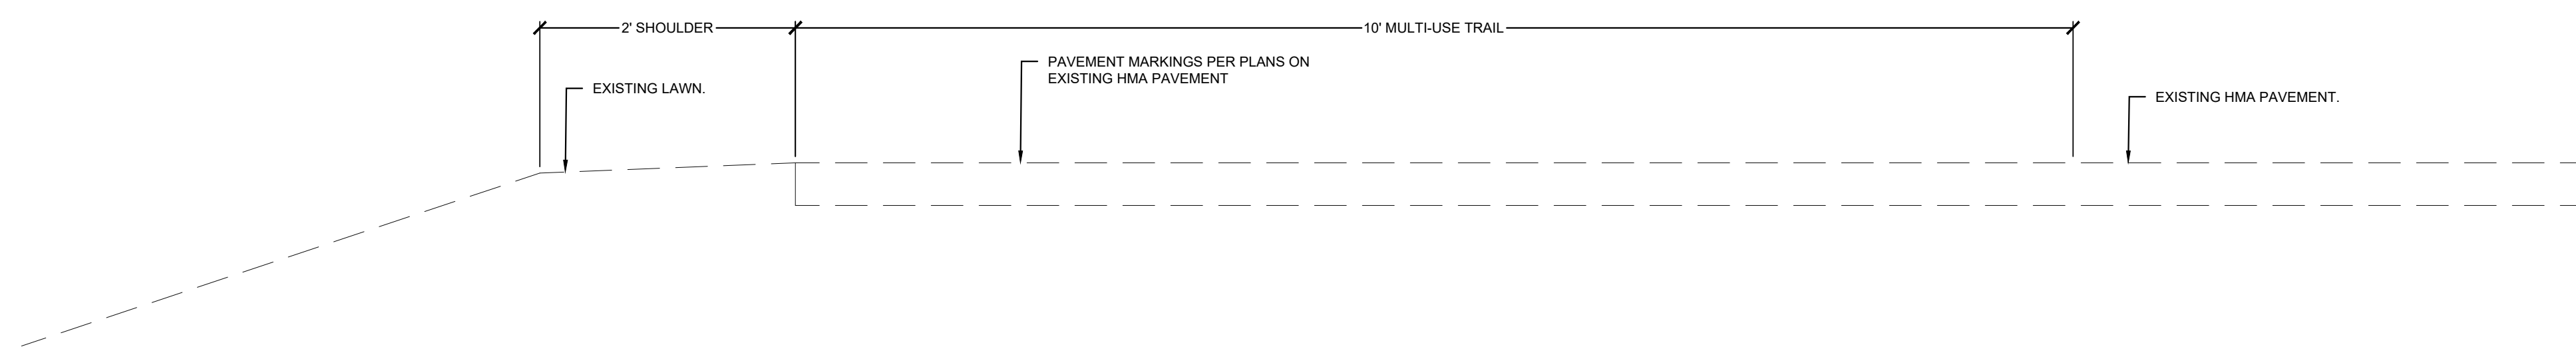 2' SHOULDER
10' MULTI-USE TRAIL
PAVEMENT MARKINGS PER PLANS ON
EXISTING HMA PAVEMENT
EXISTING LAWN.
EXISTING HMA PAVEMENT.